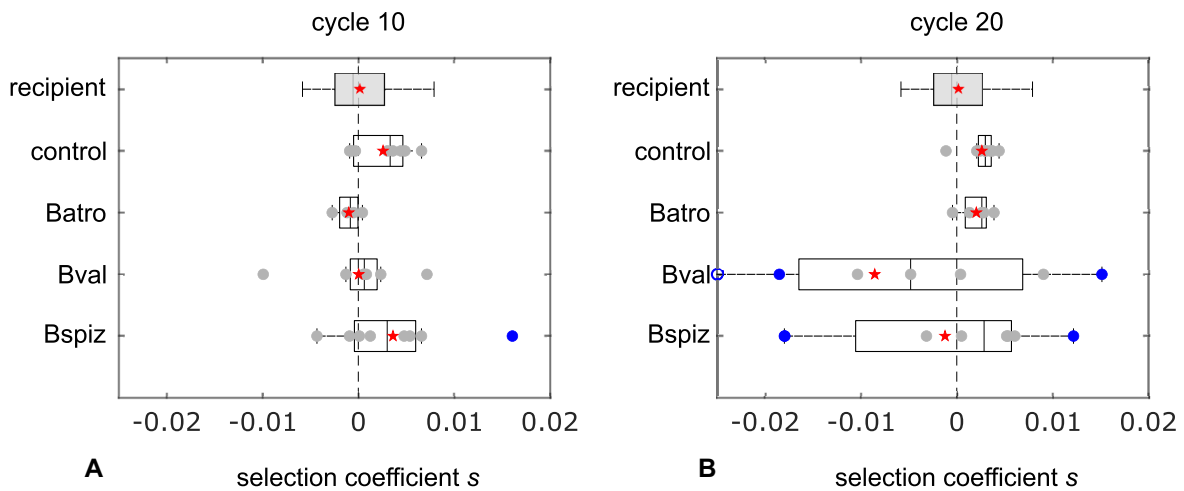 cycle 10
recipient
control
Batro
Bval
Bspiz
-0.02 -0.01 0 0.01 0.02
A
selection coefficient s
cycle 20
recipient
control
Batro
Bval
Bspiz
-0.02 -0.01 0 0.01 0.02
B
selection coefficient s